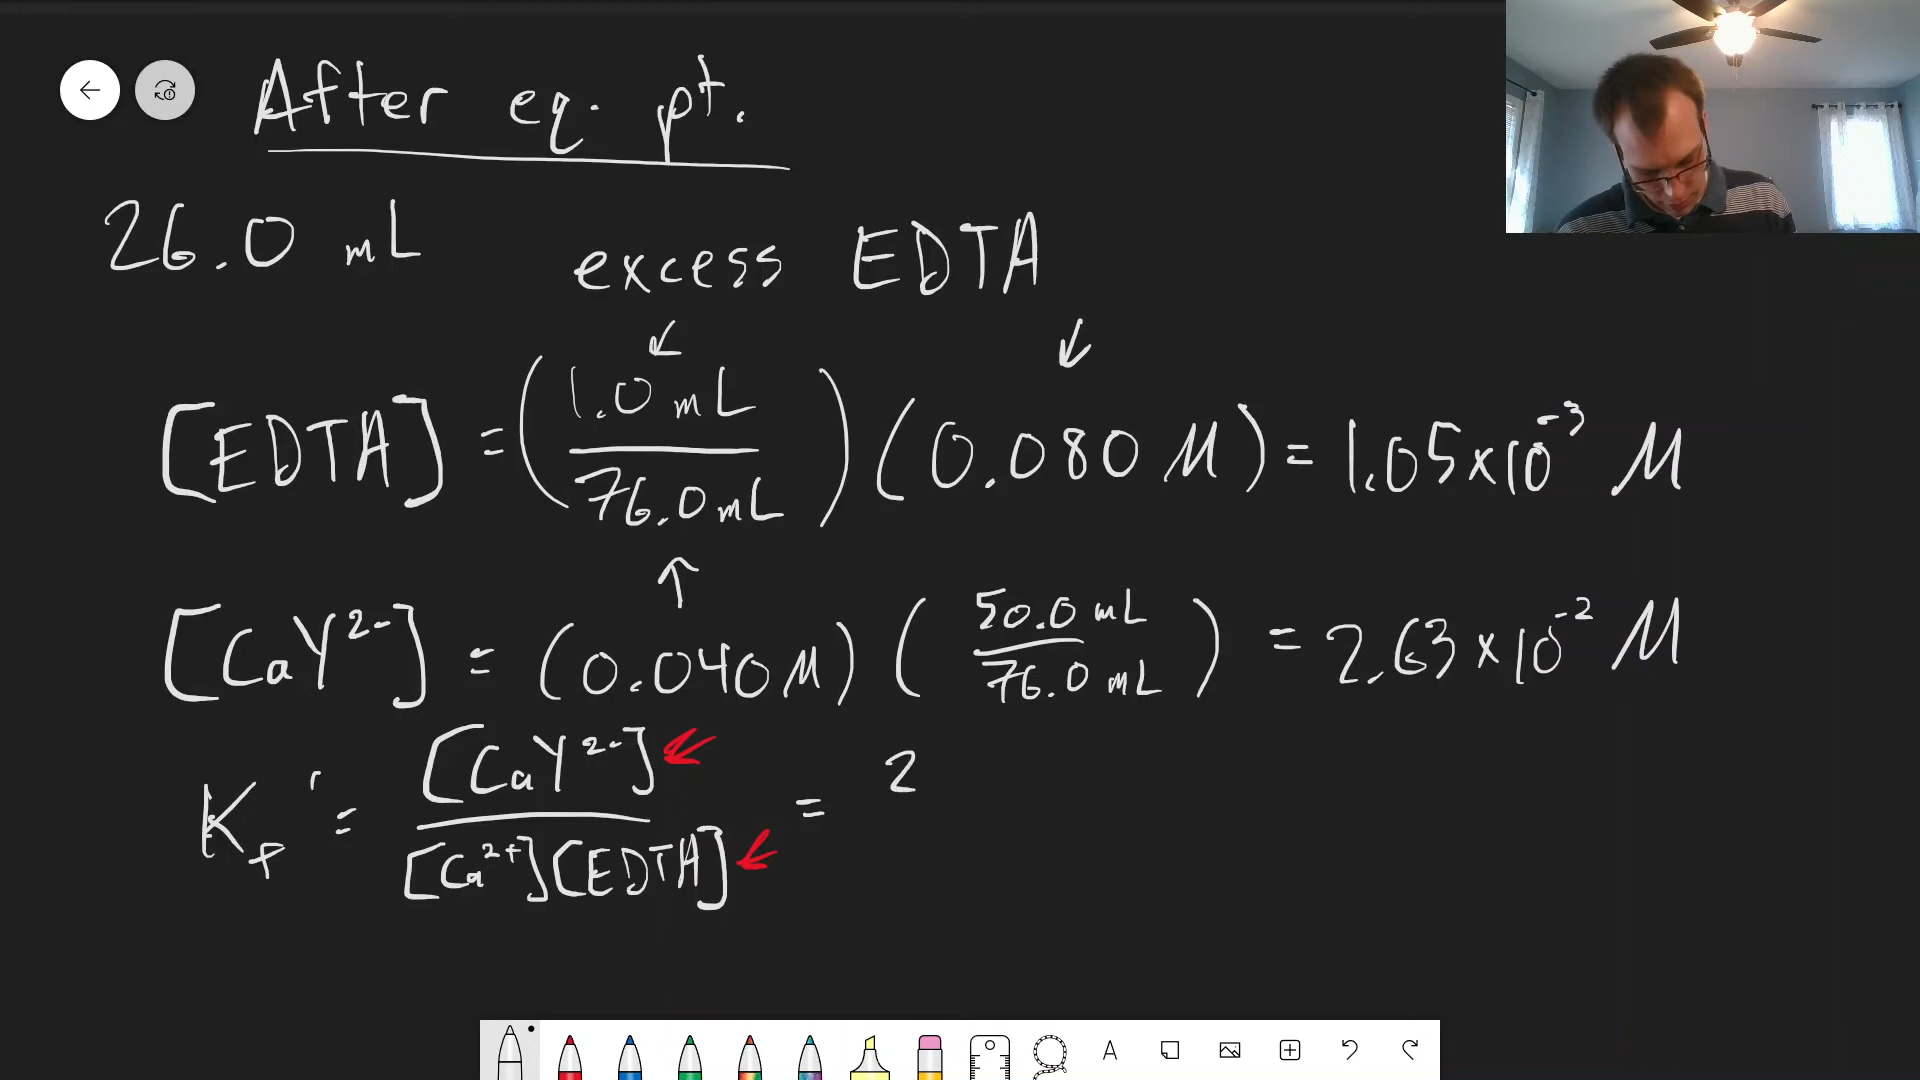 After eq. pt.
26.0 mL
excess EDTA
[EDTA] = (1.0 mL / 76.0 mL) (0.080 M) = 1.05 x 10⁻³ M
[CaY²⁻] = (0.040 M) (50.0 mL / 76.0 mL) = 2.63 x 10⁻² M
Kf' = [CaY²⁻] / [Ca²⁺][EDTA] = 2
A